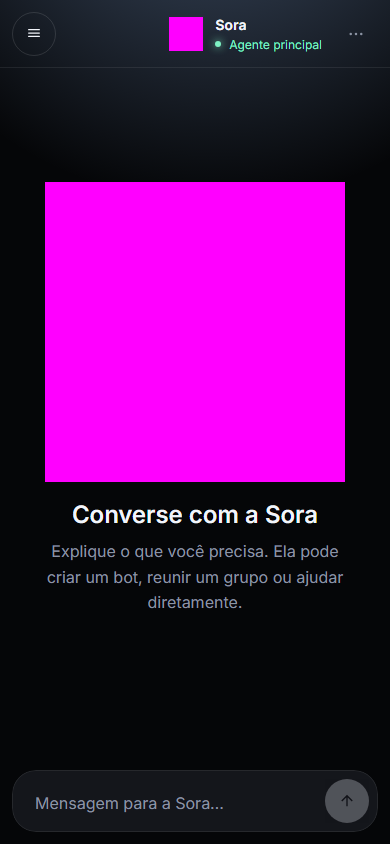 Sora
Agente principal
Converse com a Sora
Explique o que você precisa. Ela pode
criar um bot, reunir um grupo ou ajudar
diretamente.
Mensagem para a Sora...